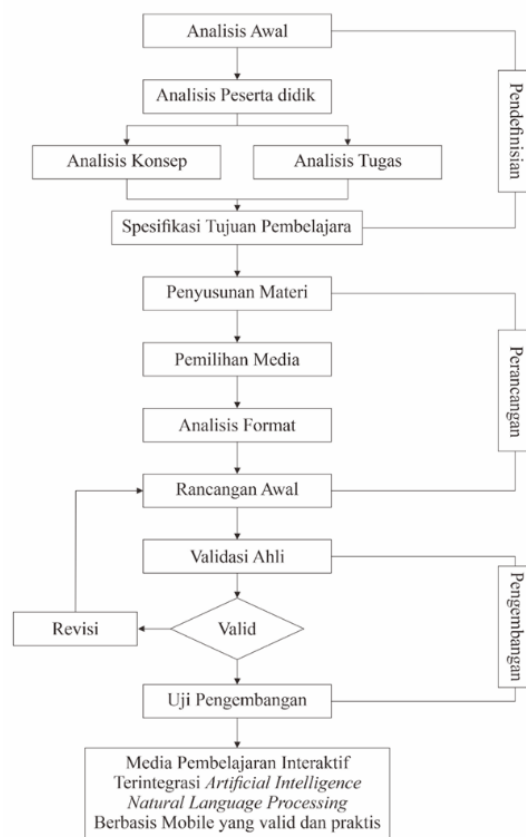 Analisis Awal
Analisis Peserta didik
Analisis Konsep
Analisis Tugas
Spesifikasi Tujuan Pembelajara
Pendefinisian
Penyusunan Materi
Pemilihan Media
Analisis Format
Rancangan Awal
Perancangan
Validasi Ahli
Revisi
Valid
Uji Pengembangan
Pengembangan
Media Pembelajaran Interaktif
Terintegrasi Artificial Intelligence
Natural Language Processing
Berbasis Mobile yang valid dan praktis